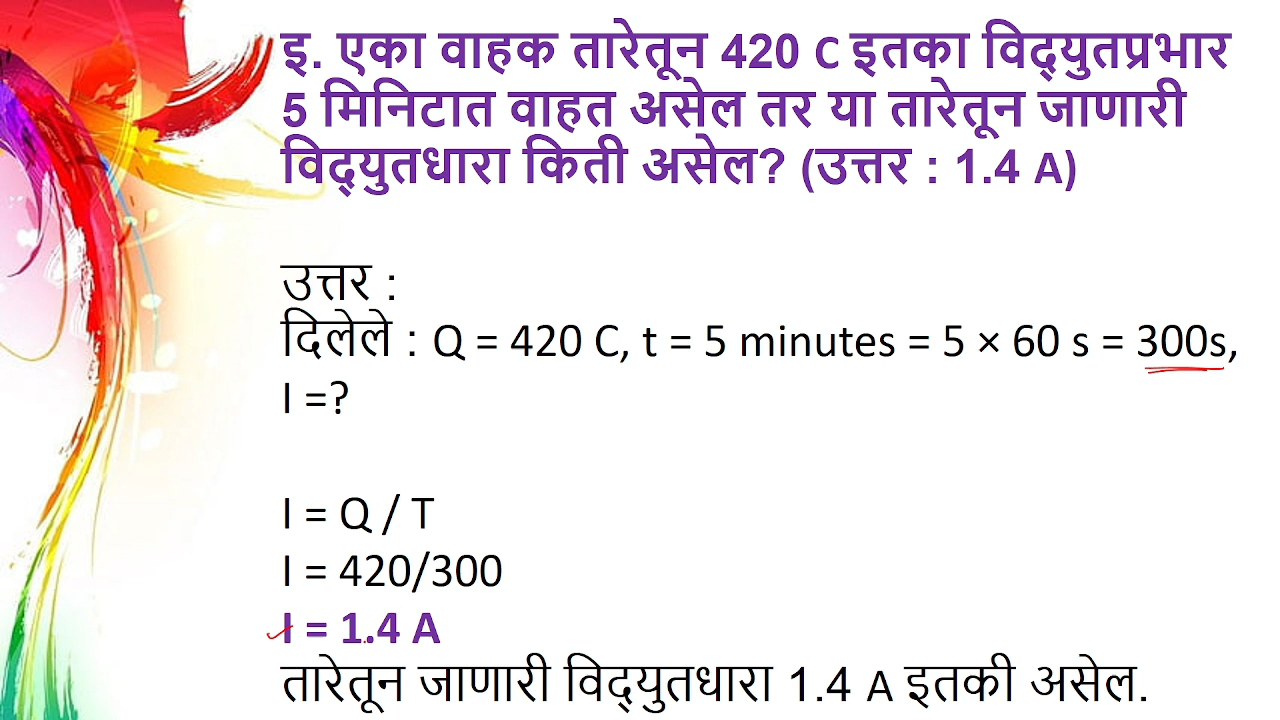 इ. एका वाहक तारेतून 420 C इतका विद्युतप्रभार
5 मिनिटात वाहत असेल तर या तारेतून जाणारी
विद्युतधारा किती असेल? (उत्तर : 1.4 A)
उत्तर :
दिलेले : Q = 420 C, t = 5 minutes = 5 × 60 s = 300s,
I =?
I = Q / T
I = 420/300
I = 1.4 A
तारेतून जाणारी विद्युतधारा 1.4 A इतकी असेल.